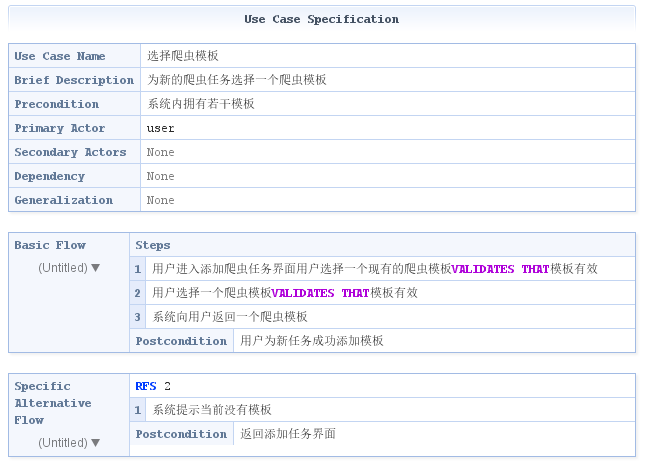 Use Case Specification
Use Case Name 选择爬虫模板
Brief Description 为新的爬虫任务选择一个爬虫模板
Precondition 系统内拥有若干模板
Primary Actor user
Secondary Actors None
Dependency None
Generalization None
Basic Flow Steps
(Untitled) ▼ 1 用户进入添加爬虫任务界面用户选择一个现有的爬虫模板VALIDATES THAT模板有效
2 用户选择一个爬虫模板VALIDATES THAT模板有效
3 系统向用户返回一个爬虫模板
Postcondition 用户为新任务成功添加模板
Specific Alternative Flow RFS 2
(Untitled) ▼ 1 系统提示当前没有模板
Postcondition 返回添加任务界面